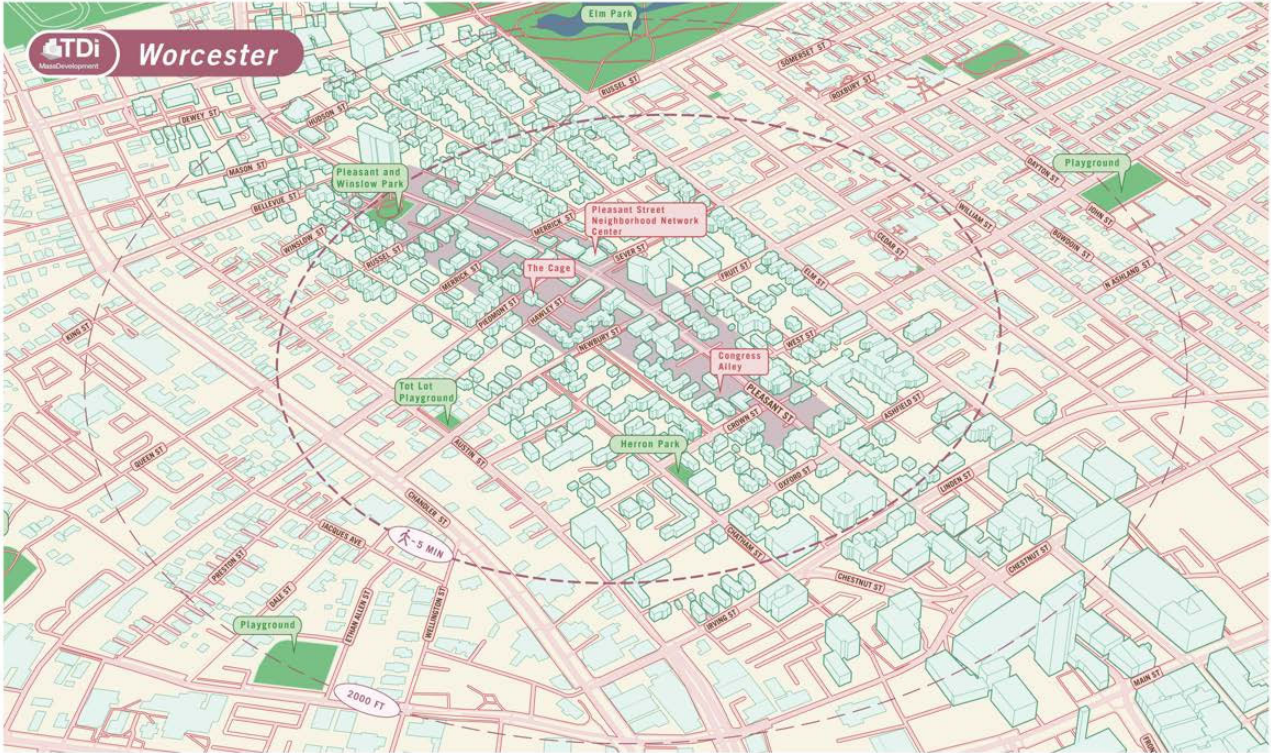 TDi
MassDevelopment
Worcester
Elm Park
SOMERSET ST
ROXBURY ST
RUSSEL ST
DEWEY ST
HUDSON ST
MASON ST
BELLEVUE ST
WINSLOW ST
Pleasant and
Winslow Park
RUSSEL ST
MERRICK ST
MERRICK ST
Pleasant Street
Neighborhood Network
Center
SEVER ST
The Cage
FRUIT ST
ELM ST
CEDAR ST
WILLIAM ST
DAYTON ST
Playground
JOHN ST
BOWDOIN ST
N ASHLAND ST
PIEDMONT ST
HAWLEY ST
NEWBURY ST
WEST ST
KING ST
Congress
Alley
PLEASANT ST
CROWN ST
ASHFIELD ST
Tot Lot
Playground
AUSTIN ST
Herron Park
OXFORD ST
LINDEN ST
QUEEN ST
CHANDLER ST
JACQUES AVE
~5 MIN
CHATHAM ST
CHESTNUT ST
CHESTNUT ST
PRESTON ST
DALE ST
ETHAN ALLEN ST
WELLINGTON ST
IRVING ST
Playground
2000 FT
MAIN ST